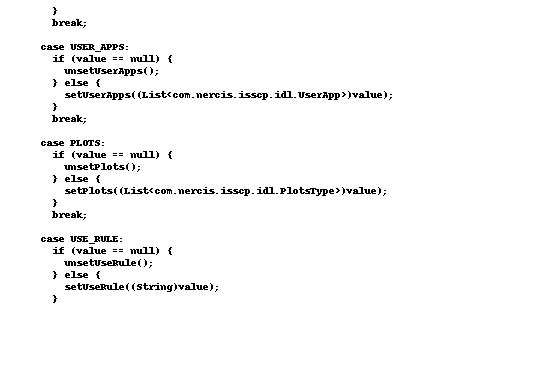 }
break;
case USER_APPS:
if (value == null) {
unsetUserApps();
} else {
setUserApps((List<com.nercis.isscp.idl.UserApp>)value);
}
break;
case PLOTS:
if (value == null) {
unsetPlots();
} else {
setPlots((List<com.nercis.isscp.idl.PlotsType>)value);
}
break;
case USE_RULE:
if (value == null) {
unsetUseRule();
} else {
setUseRule((String)value);
}